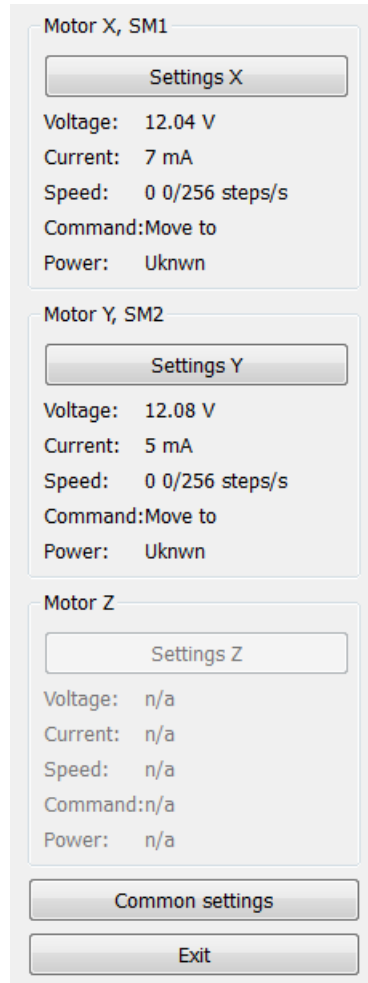 Motor X, SM1
Settings X
Voltage: 12.04 V
Current: 7 mA
Speed: 0 0/256 steps/s
Command:Move to
Power: Uknwn
Motor Y, SM2
Settings Y
Voltage: 12.08 V
Current: 5 mA
Speed: 0 0/256 steps/s
Command:Move to
Power: Uknwn
Motor Z
Settings Z
Voltage: n/a
Current: n/a
Speed: n/a
Command:n/a
Power: n/a
Common settings
Exit